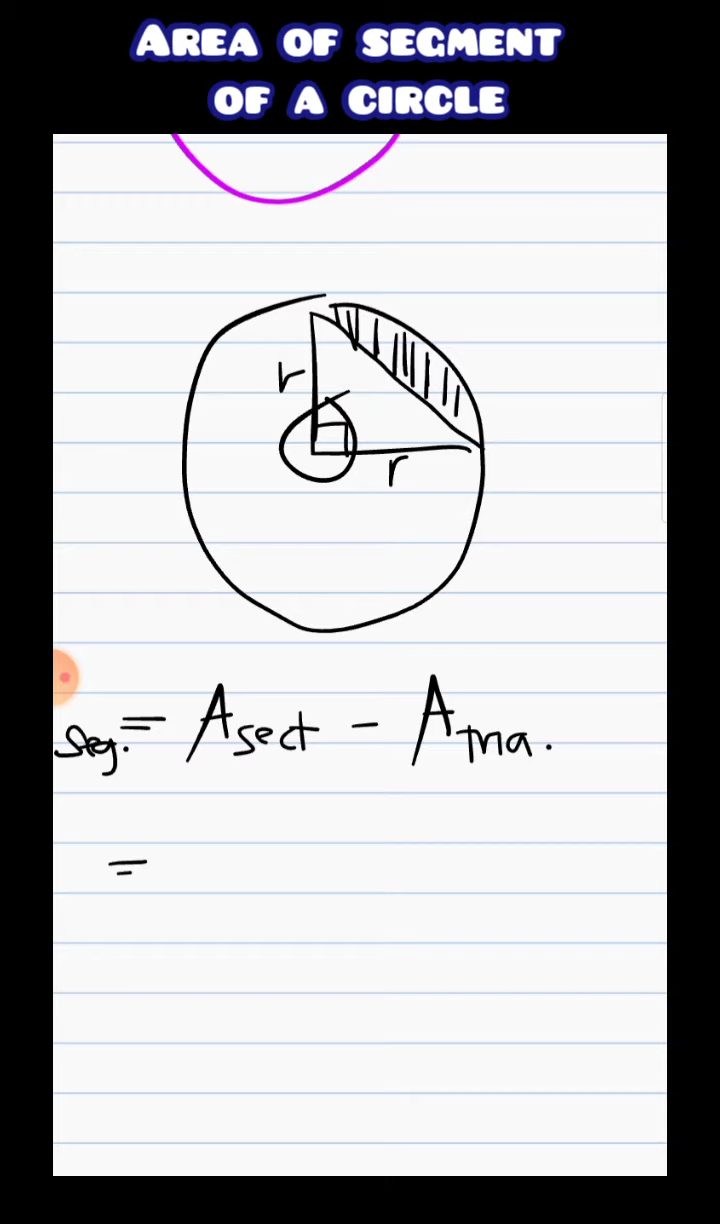 AREA OF SEGMENT
OF A CIRCLE
r
r
seg. = Asect - Atria.
=